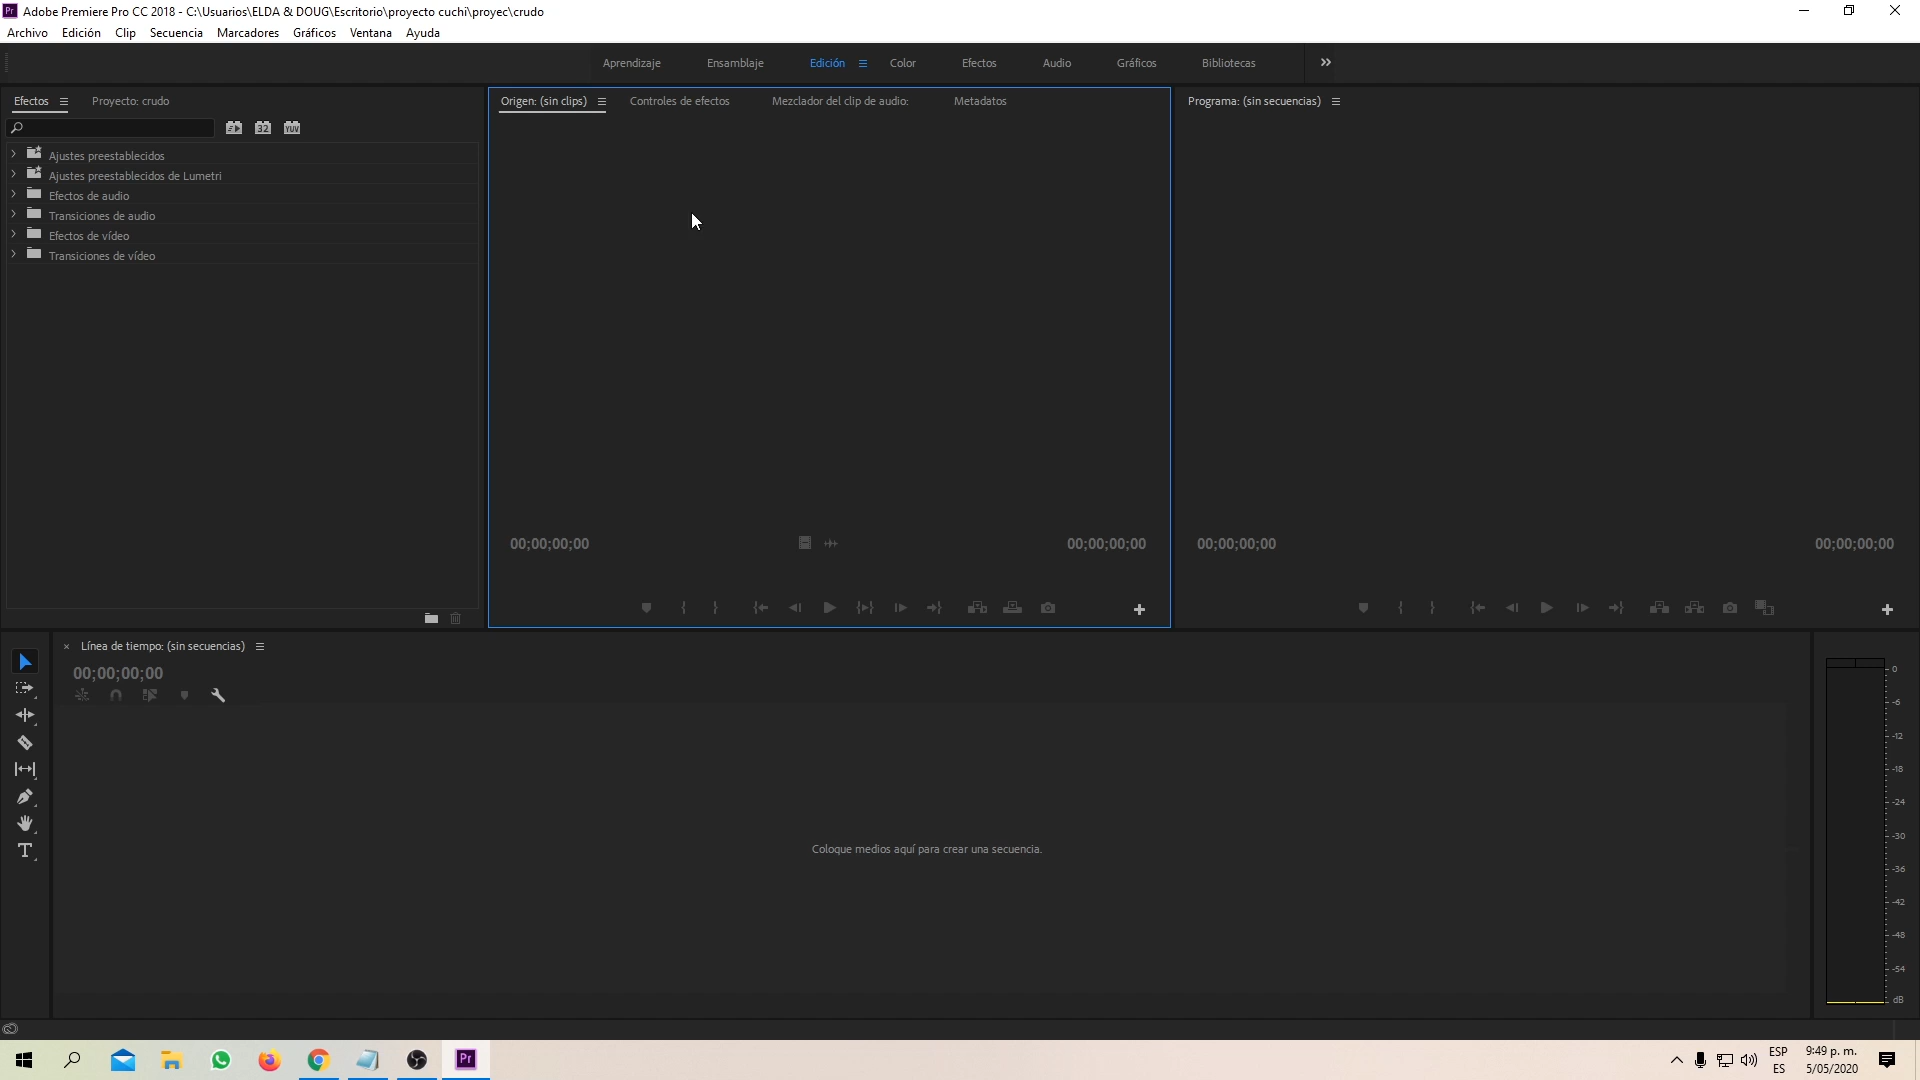 Adobe Premiere Pro CC 2018 - C:\Usuarios\ELDA & DOUG\Escritorio\proyecto cuchi\proyec\crudo
Archivo Edición Clip Secuencia Marcadores Gráficos Ventana Ayuda
Aprendizaje Ensamblaje Edición Color Efectos Audio Gráficos Bibliotecas
Efectos Proyecto: crudo
32 YUV
Ajustes preestablecidos
Ajustes preestablecidos de Lumetri
Efectos de audio
Transiciones de audio
Efectos de vídeo
Transiciones de vídeo
Origen: (sin clips) Controles de efectos Mezclador del clip de audio: Metadatos
00;00;00;00 00;00;00;00
Programa: (sin secuencias)
00;00;00;00 00;00;00;00
Línea de tiempo: (sin secuencias)
00;00;00;00
Coloque medios aquí para crear una secuencia.
0
-6
-12
-18
-24
-30
-36
-42
-48
-54
dB
Pr
ESP
ES
9:49 p. m.
5/05/2020